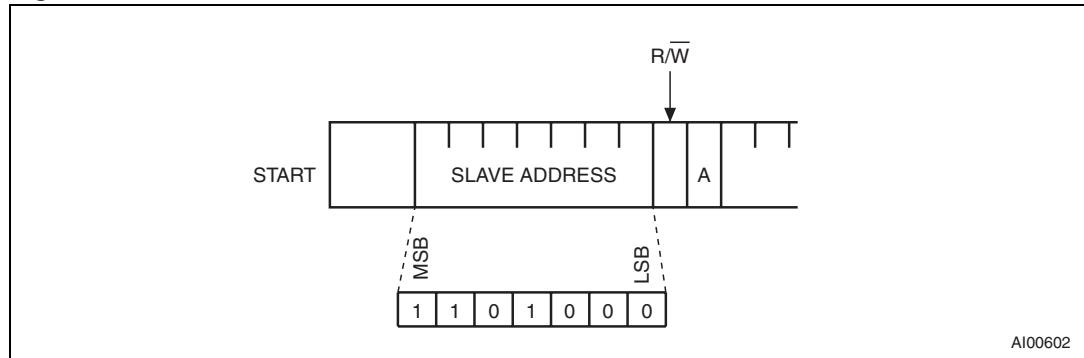 R/W̅
START
SLAVE ADDRESS
A
MSB
LSB
1 1 0 1 0 0 0
AI00602